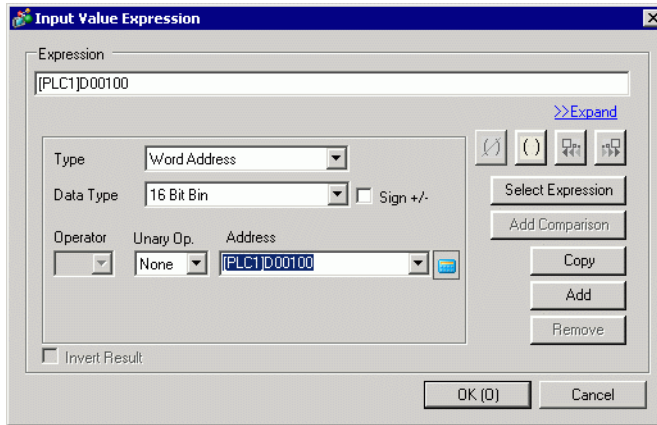 Input Value Expression
Expression
[PLC1]D00100
>>Expand
Type
Word Address
( )
Data Type
16 Bit Bin
Sign +/-
Select Expression
Add Comparison
Operator
Unary Op.
Address
None
[PLC1]D00100
Copy
Add
Remove
Invert Result
OK (O)
Cancel